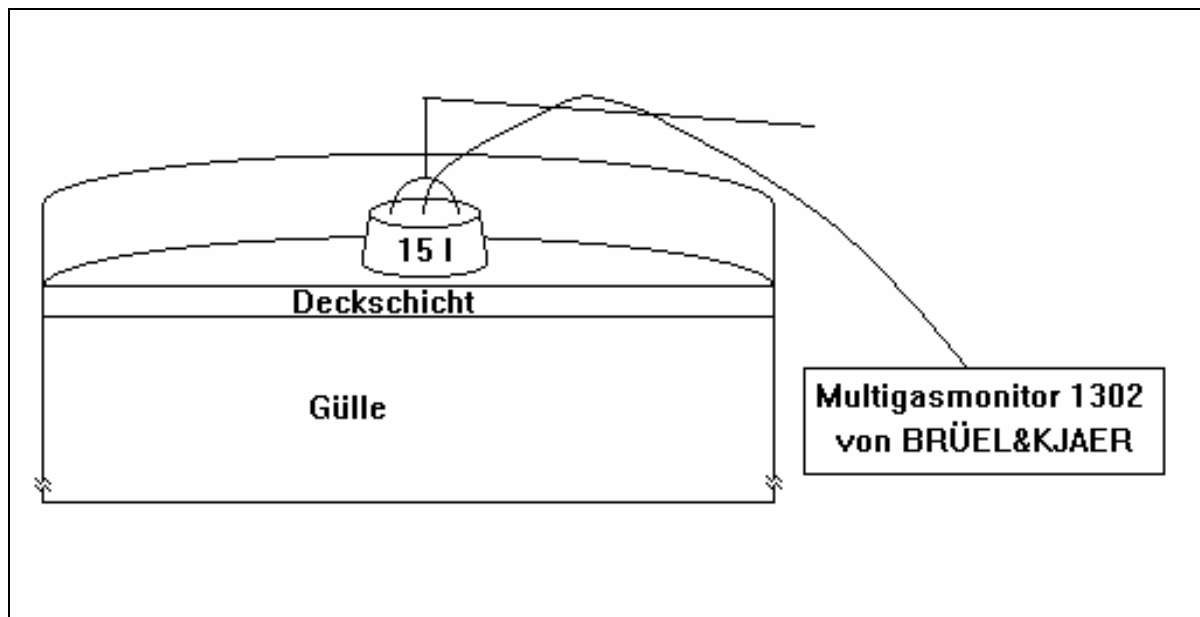 15 l
Deckschicht
Gülle
Multigasmonitor 1302
von BRÜEL&KJAER